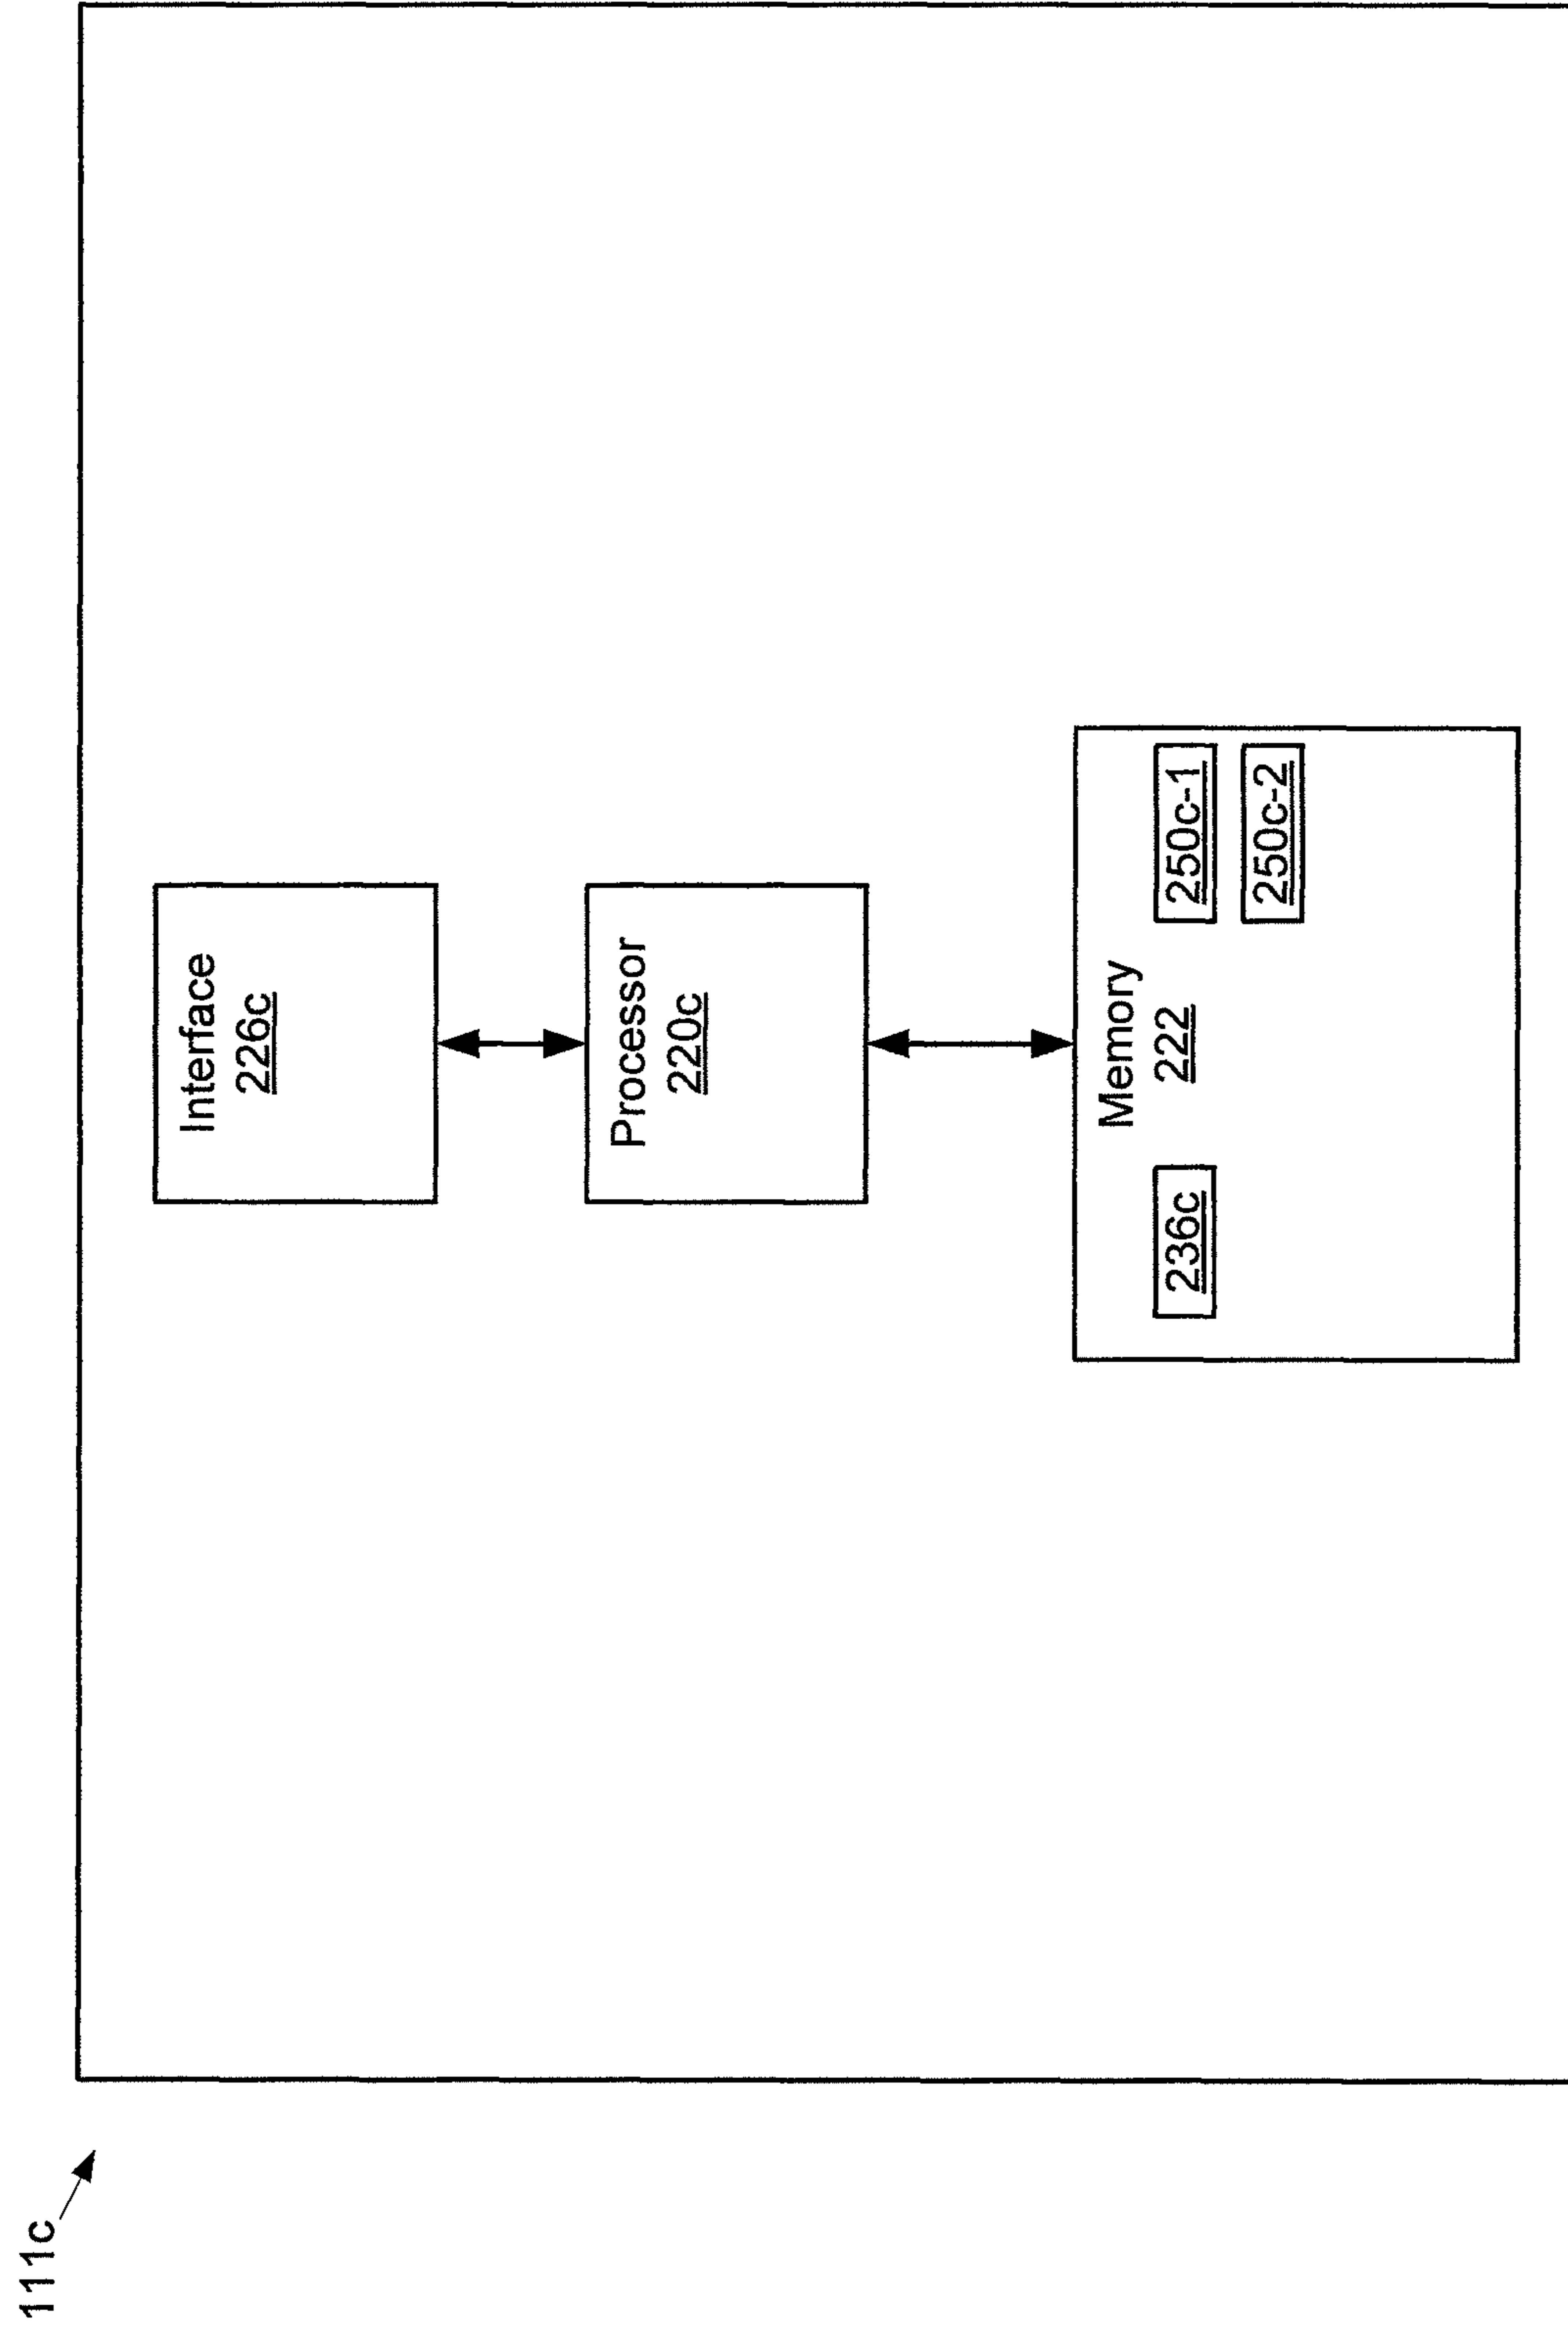 111c
Interface
226c
Processor
220c
Memory
222
236c
250c-1
250c-2